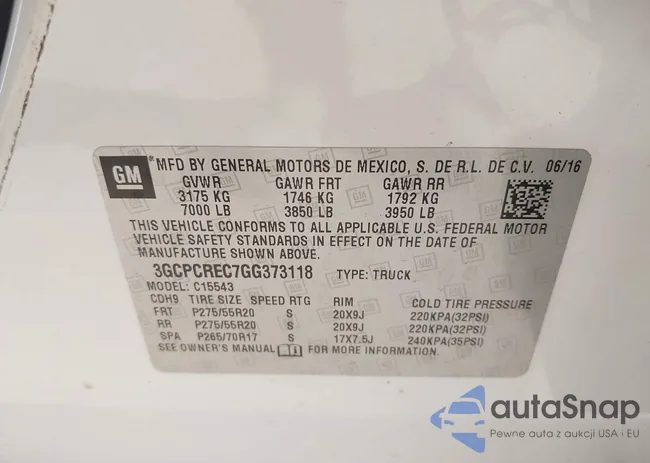 GM ® MFD BY GENERAL MOTORS DE MEXICO, S. DE R.L. DE C.V. 06/16
GVWR GAWR FRT GAWR RR
3175 KG 1746 KG 1792 KG
7000 LB 3850 LB 3950 LB
THIS VEHICLE CONFORMS TO ALL APPLICABLE U.S. FEDERAL MOTOR
VEHICLE SAFETY STANDARDS IN EFFECT ON THE DATE OF
MANUFACTURE SHOWN ABOVE.
3GCPCREC7GG373118 TYPE: TRUCK
MODEL: C15543
CDH9 TIRE SIZE SPEED RTG RIM COLD TIRE PRESSURE
FRT P275/55R20 S 20X9J 220KPA(32PSI)
RR P275/55R20 S 20X9J 220KPA(32PSI)
SPA P265/70R17 S 17X7.5J 240KPA(35PSI)
SEE OWNER'S MANUAL FOR MORE INFORMATION.
autaSnap
Pewne auta z aukcji USA i EU